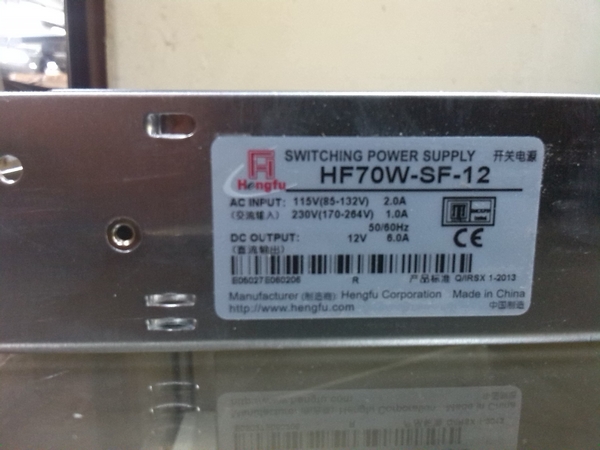 SWITCHING POWER SUPPLY 开关电源
Hengfu
HF70W-SF-12
AC INPUT: 115V(85-132V) 2.0A
(交流输入) 230V(170-264V) 1.0A
50/60Hz
DC OUTPUT: 12V 6.0A
(直流输出)
CE
E05027E060206 R 产品标准 Q/IRSX 1-2013
Manufacturer (制造商): Hengfu Corporation Made in China
http://www.hengfu.com 中国制造